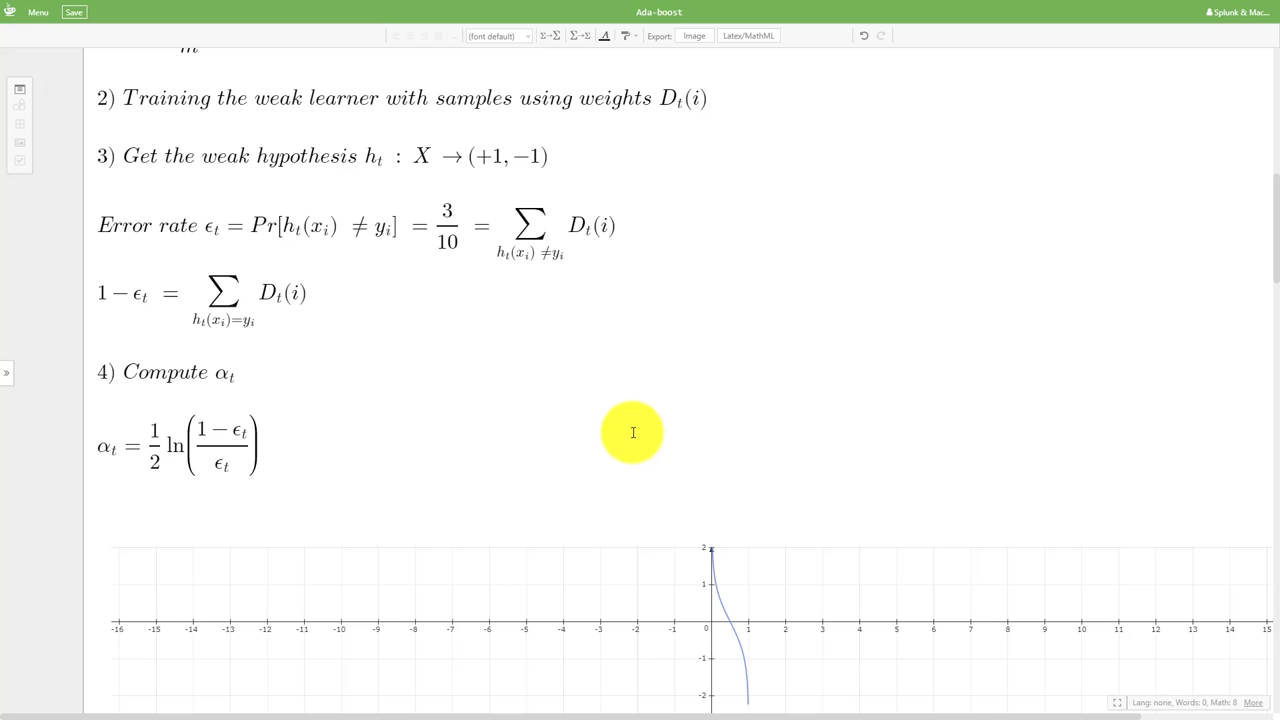 Menu Save Ada-boost Splunk & Mac...
(font default) Σ→Σ Σ→Σ A Export: Image Latex/MathML
m
2) Training the weak learner with samples using weights D_t(i)
3) Get the weak hypothesis h_t : X → (+1, −1)
Error rate ϵ_t = Pr[h_t(x_i) ≠ y_i] = 3/10 = ∑_{h_t(x_i) ≠ y_i} D_t(i)
1 − ϵ_t = ∑_{h_t(x_i)=y_i} D_t(i)
4) Compute α_t
α_t = 1/2 ln((1 − ϵ_t)/ϵ_t)
2
1
-16 -15 -14 -13 -12 -11 -10 -9 -8 -7 -6 -5 -4 -3 -2 -1 0 1 2 3 4 5 6 7 8 9 10 11 12 13 14 15
-1
-2
Lang: none, Words: 0, Math: 8 More